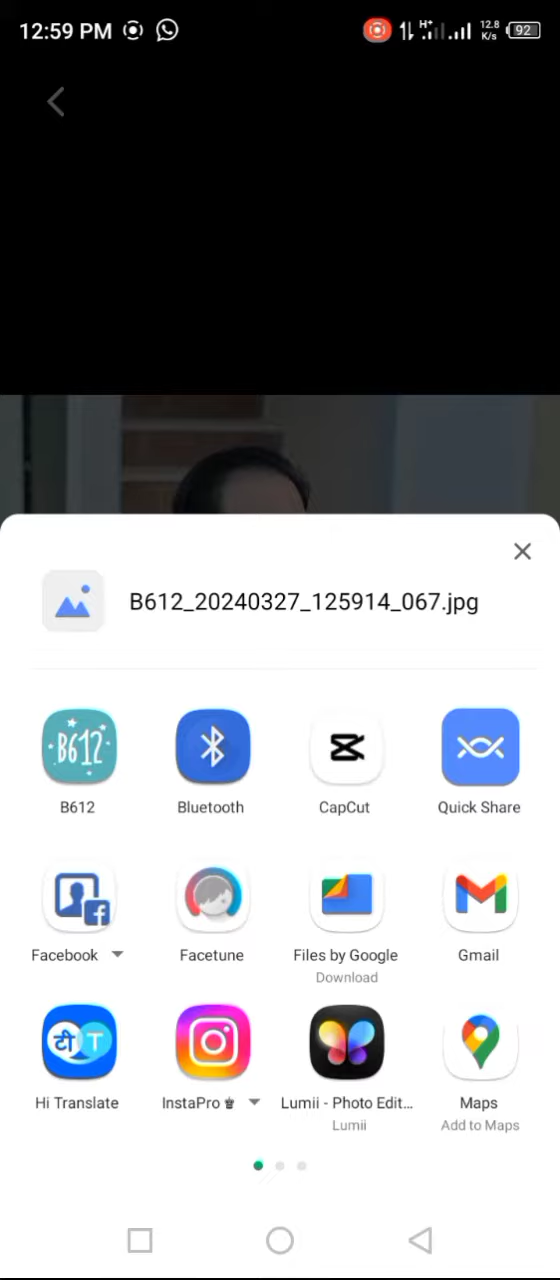 12:59 PM
H+
12.8
K/s
92
B612_20240327_125914_067.jpg
B612
B612
Bluetooth
CapCut
Quick Share
Facebook
Facetune
Files by Google
Download
Gmail
टी T
Hi Translate
InstaPro ♛
Lumii - Photo Edit...
Lumii
Maps
Add to Maps